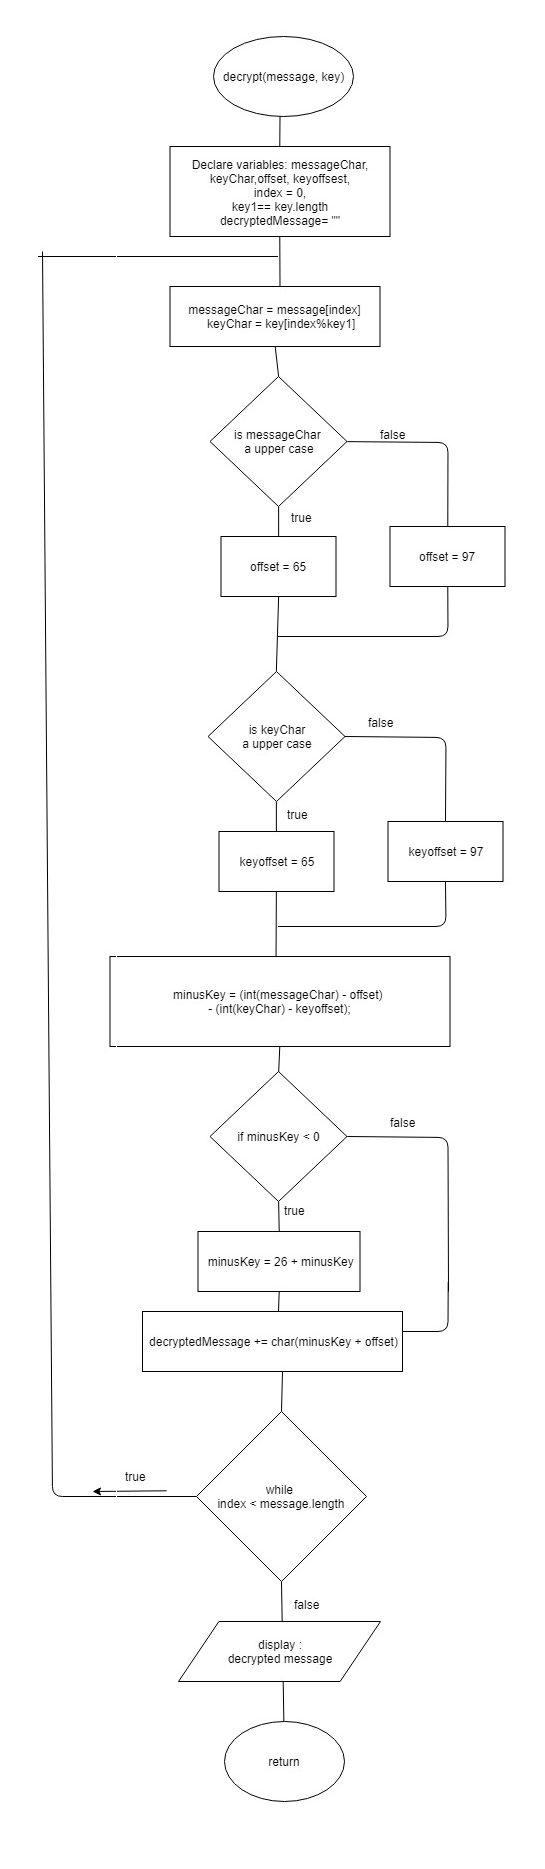 decrypt(message, key)
Declare variables: messageChar,
keyChar,offset, keyoffsest,
index = 0,
key1== key.length
decryptedMessage= ""
messageChar = message[index]
keyChar = key[index%key1]
is messageChar
a upper case
false
true
offset = 65
offset = 97
is keyChar
a upper case
false
true
keyoffset = 65
keyoffset = 97
minusKey = (int(messageChar) - offset)
- (int(keyChar) - keyoffset);
if minusKey < 0
false
true
minusKey = 26 + minusKey
decryptedMessage += char(minusKey + offset)
while
index < message.length
true
false
display :
decrypted message
return